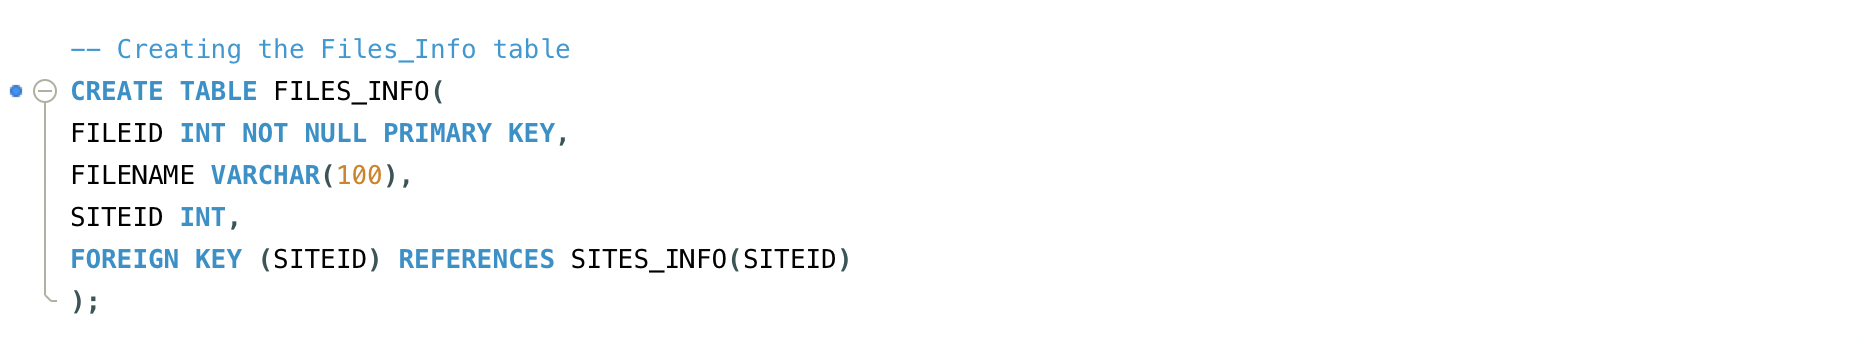 -- Creating the Files_Info table
CREATE TABLE FILES_INFO(
FILEID INT NOT NULL PRIMARY KEY,
FILENAME VARCHAR(100),
SITEID INT,
FOREIGN KEY (SITEID) REFERENCES SITES_INFO(SITEID)
);